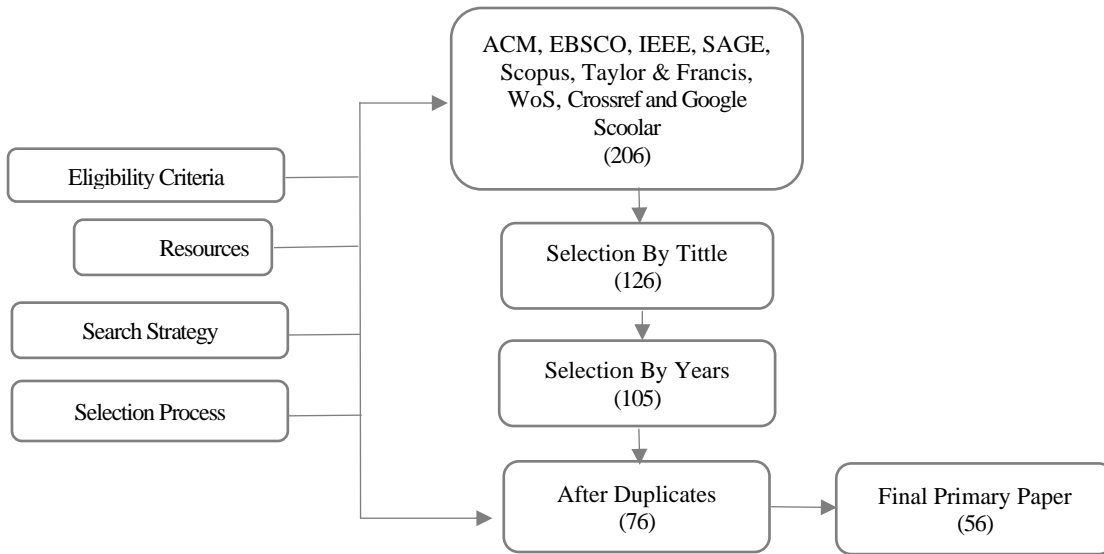 ACM, EBSCO, IEEE, SAGE,
Scopus, Taylor & Francis,
WoS, Crossref and Google
Scoolar
(206)
Eligibility Criteria
Resources
Search Strategy
Selection Process
Selection By Tittle
(126)
Selection By Years
(105)
After Duplicates
(76)
Final Primary Paper
(56)